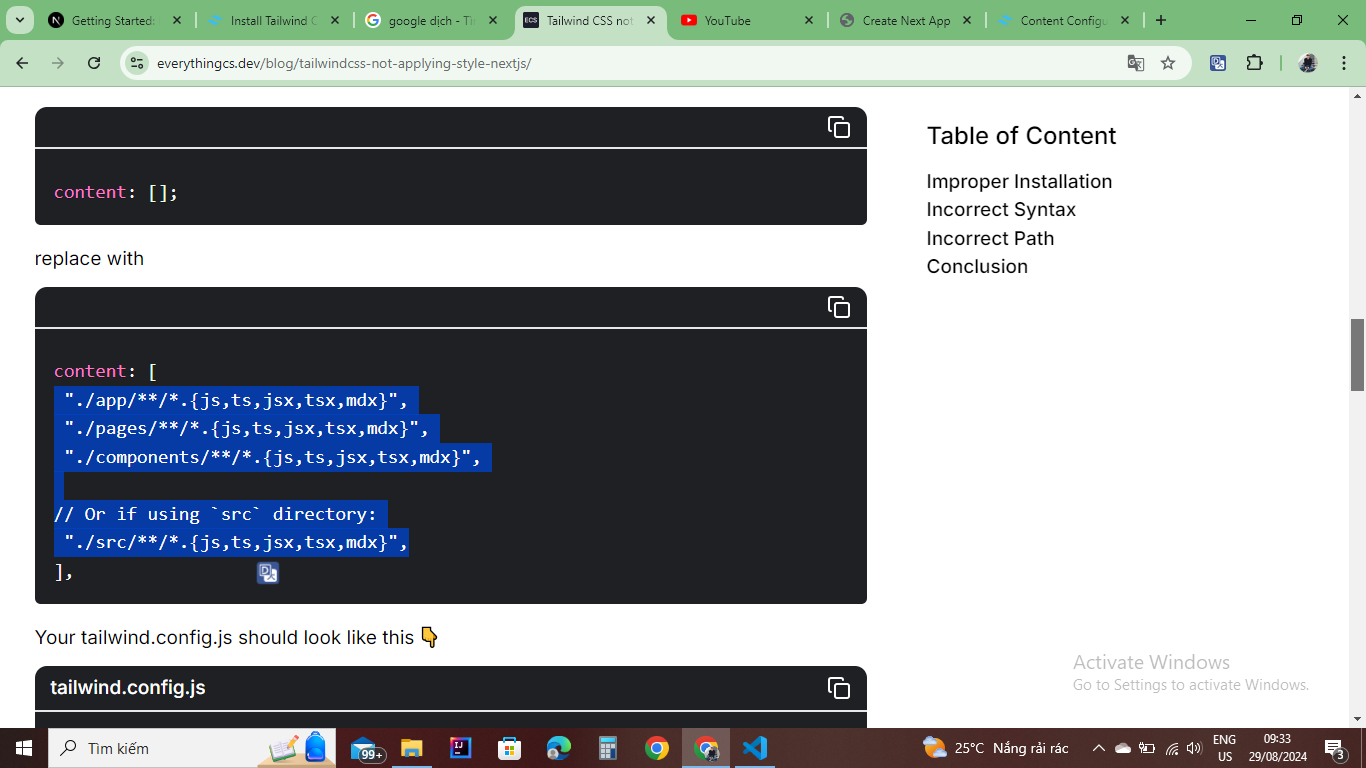 Getting Started:
Install Tailwind C
google dịch - Tìr
Tailwind CSS not
YouTube
Create Next App
Content Configu
everythingcs.dev/blog/tailwindcss-not-applying-style-nextjs/
content: [];
replace with
content: [
"./app/**/*.{js,ts,jsx,tsx,mdx}",
"./pages/**/*.{js,ts,jsx,tsx,mdx}",
"./components/**/*.{js,ts,jsx,tsx,mdx}",
// Or if using `src` directory:
"./src/**/*.{js,ts,jsx,tsx,mdx}",
],
Your tailwind.config.js should look like this 👇
tailwind.config.js
Table of Content
Improper Installation
Incorrect Syntax
Incorrect Path
Conclusion
Activate Windows
Go to Settings to activate Windows.
Tìm kiếm
99+
25°C Nắng rải rác
ENG
US
09:33
29/08/2024
3